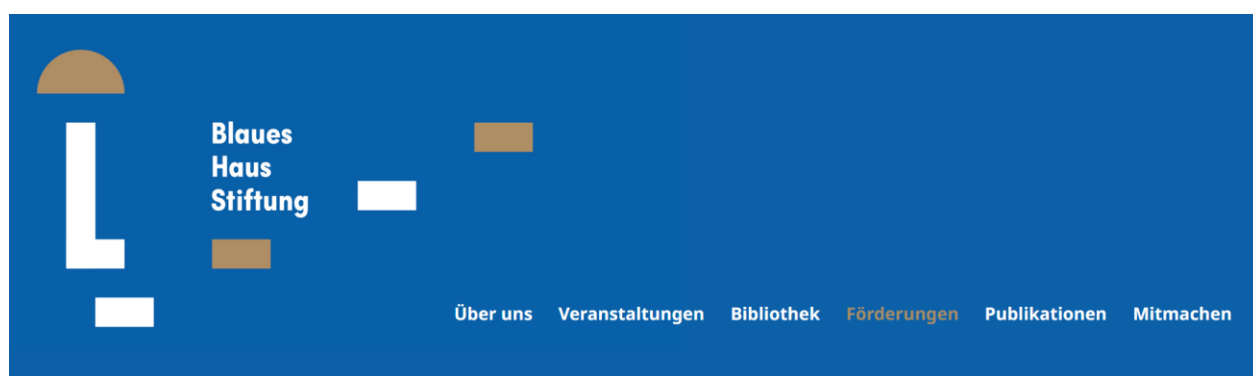 Blaues
Haus
Stiftung
Über uns Veranstaltungen Bibliothek Förderungen Publikationen Mitmachen